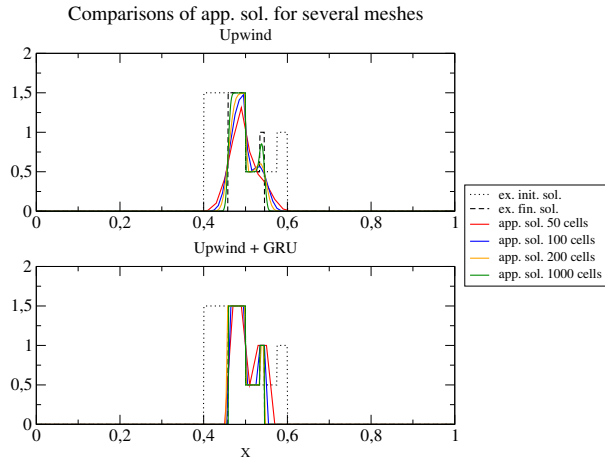 Comparisons of app. sol. for several meshes
Upwind
2
1,5
1
0,5
0
0 0,2 0,4 0,6 0,8 1
ex. init. sol.
ex. fin. sol.
app. sol. 50 cells
app. sol. 100 cells
app. sol. 200 cells
app. sol. 1000 cells
Upwind + GRU
2
1,5
1
0,5
0
0 0,2 0,4 0,6 0,8 1
X